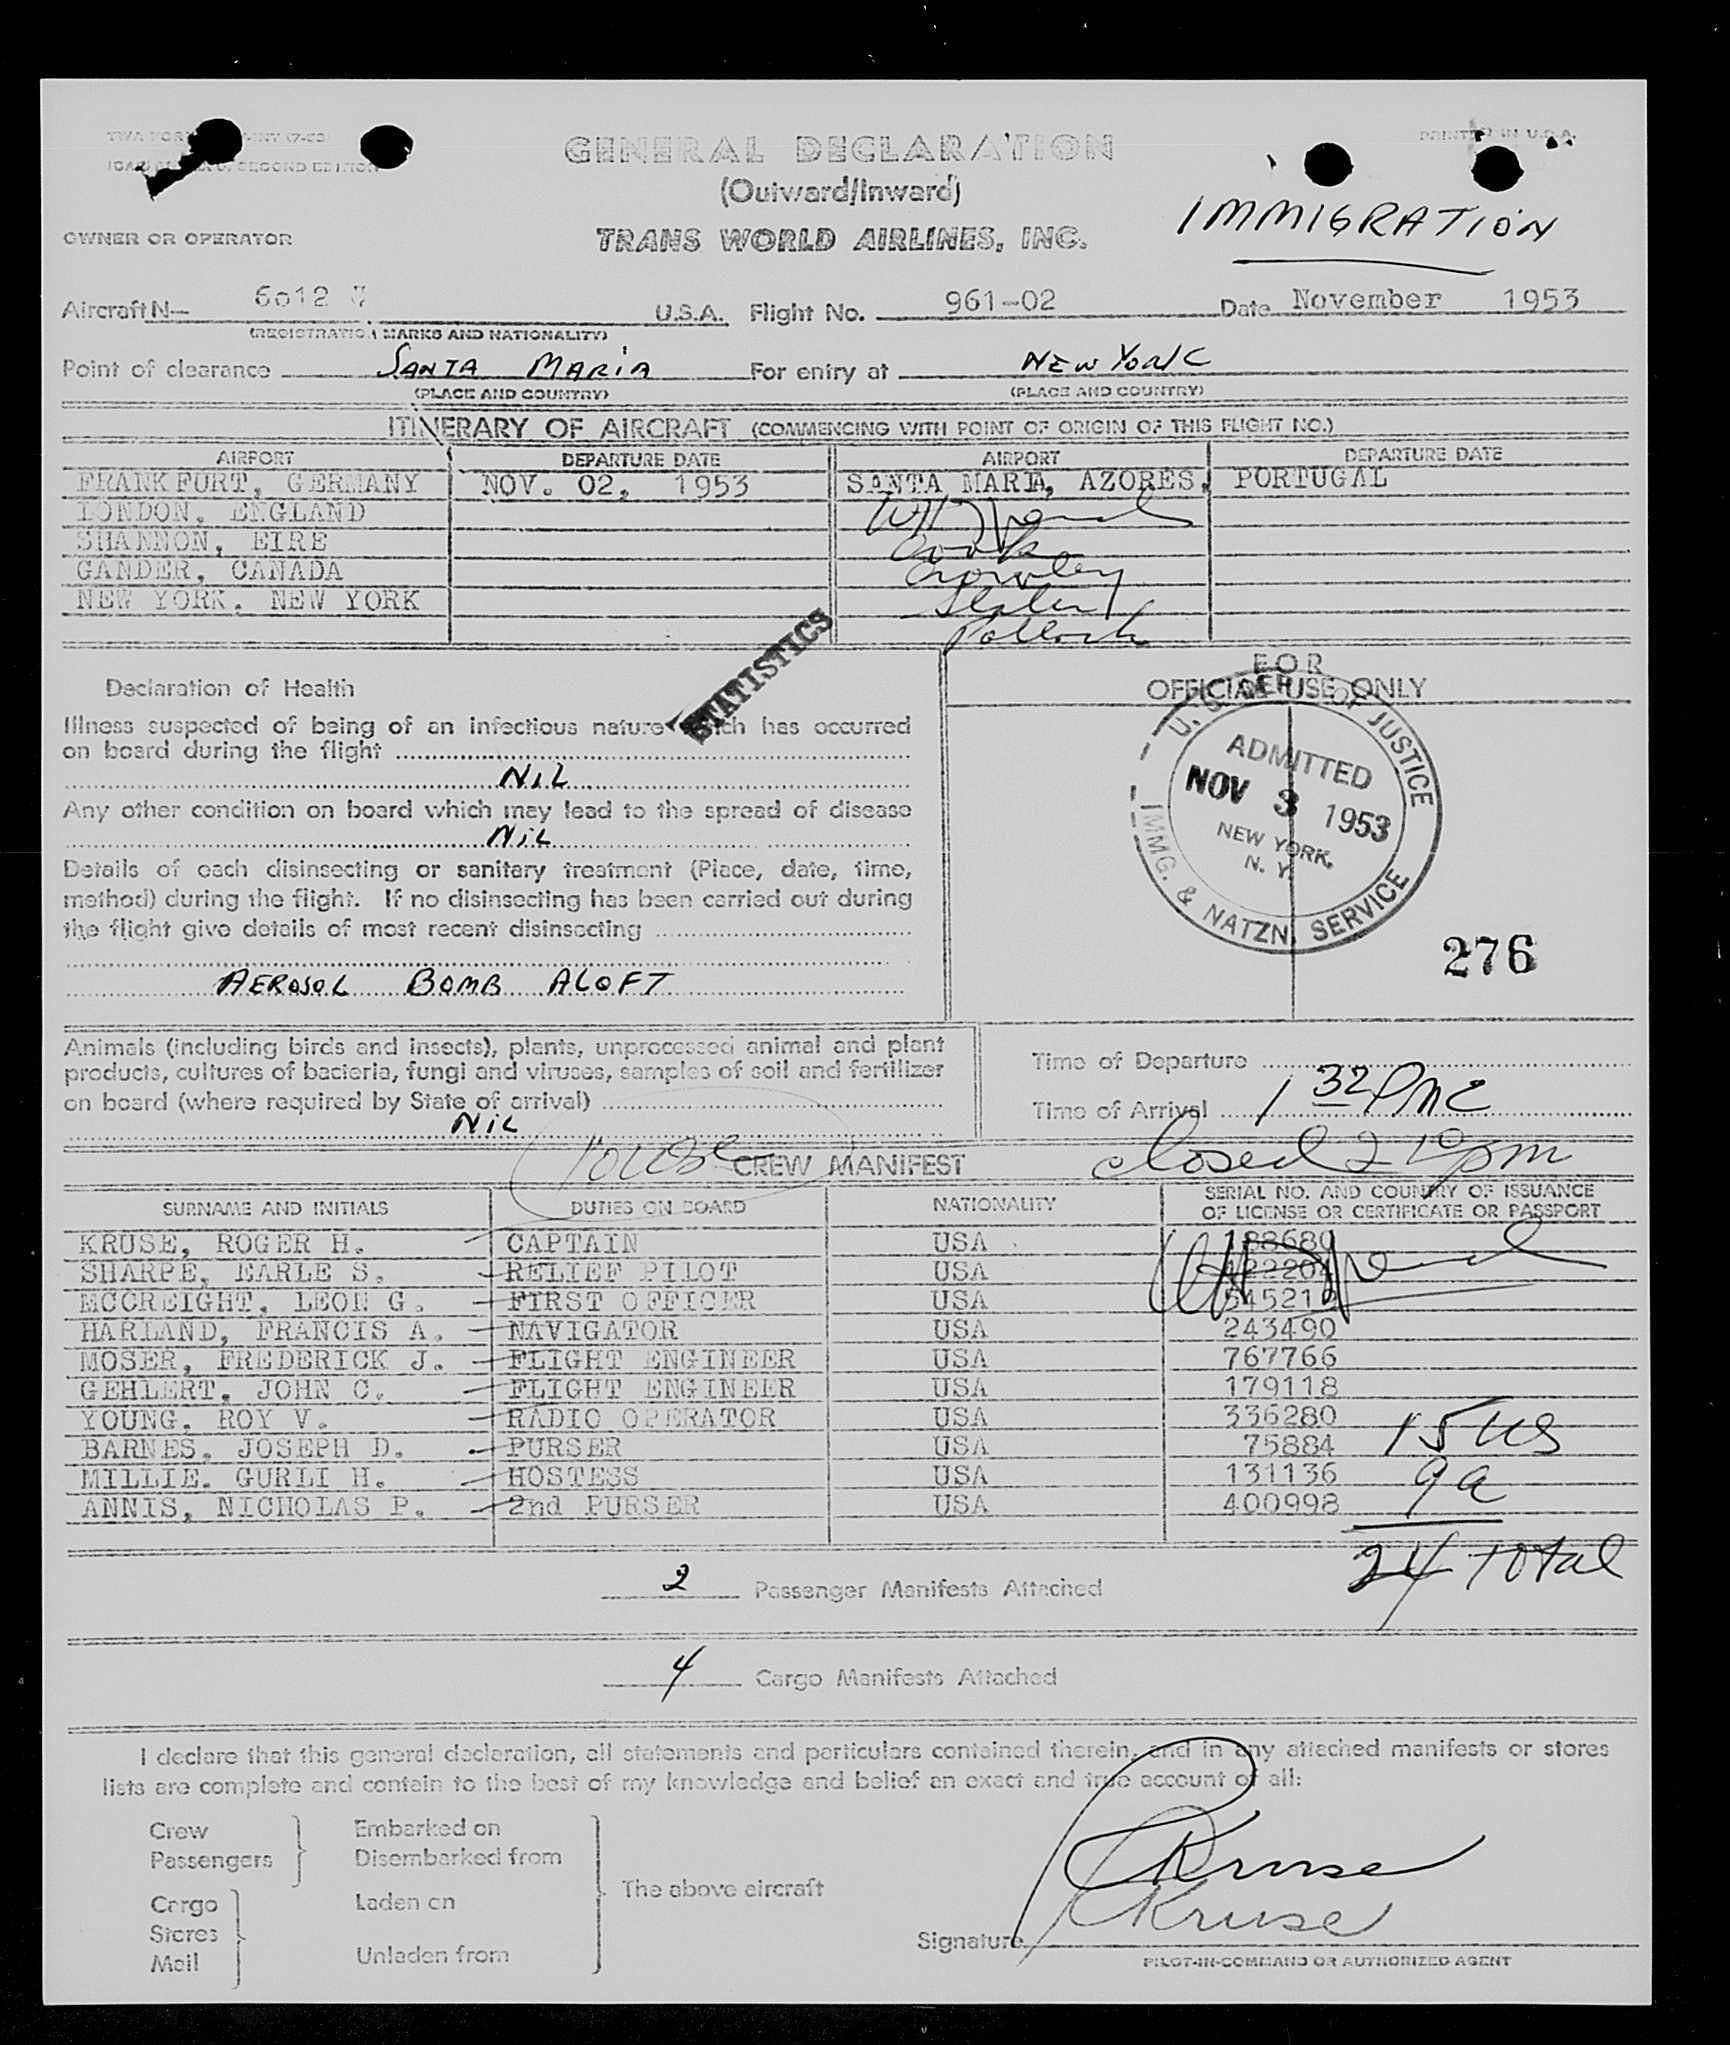 GENERAL DECLARATION
PRINTED IN U.S.A.
SECOND EDITION
(Outward/Inward)
IMMIGRATION
OWNER OR OPERATOR
TRANS WORLD AIRLINES, INC.
Aircraft N— 6012 U.S.A. Flight No. 961-02 Date November 1953
(REGISTRATION MARKS AND NATIONALITY)
Point of clearance SANTA MARIA For entry at NEW YORK
(PLACE AND COUNTRY) (PLACE AND COUNTRY)
ITINERARY OF AIRCRAFT (COMMENCING WITH POINT OF ORIGIN OF THIS FLIGHT NO.)
AIRPORT DEPARTURE DATE AIRPORT DEPARTURE DATE
FRANKFURT, GERMANY NOV. 02, 1953 SANTA MARIA, AZORES, PORTUGAL
LONDON, ENGLAND
SHANNON, EIRE Cook
GANDER, CANADA Crowley
NEW YORK, NEW YORK Slater
Pollock
STATISTICS
FOR
OFFICIAL USE ONLY
Declaration of Health
Illness suspected of being of an infectious nature which has occurred
on board during the flight
NIL
Any other condition on board which may lead to the spread of disease
NIL
Details of each disinsecting or sanitary treatment (Place, date, time,
method) during the flight. If no disinsecting has been carried out during
the flight give details of most recent disinsecting
AEROSOL BOMB ALOFT
U. S. DEPT. OF JUSTICE
ADMITTED
NOV 3 1953
NEW YORK,
N. Y.
IMMG. & NATZN. SERVICE
276
Animals (including birds and insects), plants, unprocessed animal and plant
products, cultures of bacteria, fungi and viruses, samples of soil and fertilizer
on board (where required by State of arrival)
NIL
Time of Departure
Time of Arrival 1 32 PM
closed 2 10 pm
CREW MANIFEST
SURNAME AND INITIALS DUTIES ON BOARD NATIONALITY SERIAL NO. AND COUNTRY OF ISSUANCE
OF LICENSE OR CERTIFICATE OR PASSPORT
KRUSE, ROGER H. CAPTAIN USA 188680
SHARPE, EARLE S. RELIEF PILOT USA
MCCREIGHT, LEON G. FIRST OFFICER USA
HARLAND, FRANCIS A. NAVIGATOR USA 243490
MOSER, FREDERICK J. FLIGHT ENGINEER USA 767766
GEHLERT, JOHN C. FLIGHT ENGINEER USA 179118
YOUNG, ROY V. RADIO OPERATOR USA 336280
BARNES, JOSEPH D. PURSER USA 75884
MILLIE, GURLI H. HOSTESS USA 131136
ANNIS, NICHOLAS P. 2nd PURSER USA 400998
15 US
9 a
24 total
2 Passenger Manifests Attached
4 Cargo Manifests Attached
I declare that this general declaration, all statements and particulars contained therein, and in any attached manifests or stores
lists are complete and contain to the best of my knowledge and belief an exact and true account of all:
Crew
Passengers
Embarked on
Disembarked from
Cargo
Stores
Mail
Laden on
Unladen from
The above aircraft
Kruse
Kruse
Signature
PILOT-IN-COMMAND OR AUTHORIZED AGENT